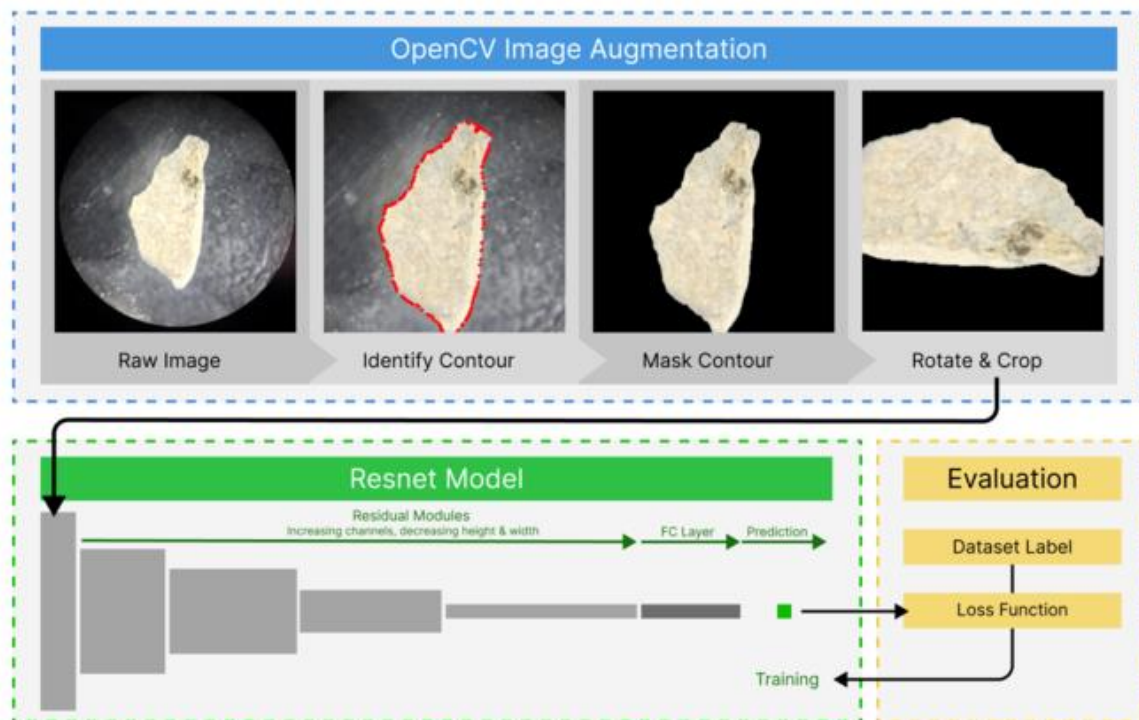 OpenCV Image Augmentation
Raw Image
Identify Contour
Mask Contour
Rotate & Crop
Resnet Model
Residual Modules
Increasing channels, decreasing height & width
FC Layer
Prediction
Training
Evaluation
Dataset Label
Loss Function